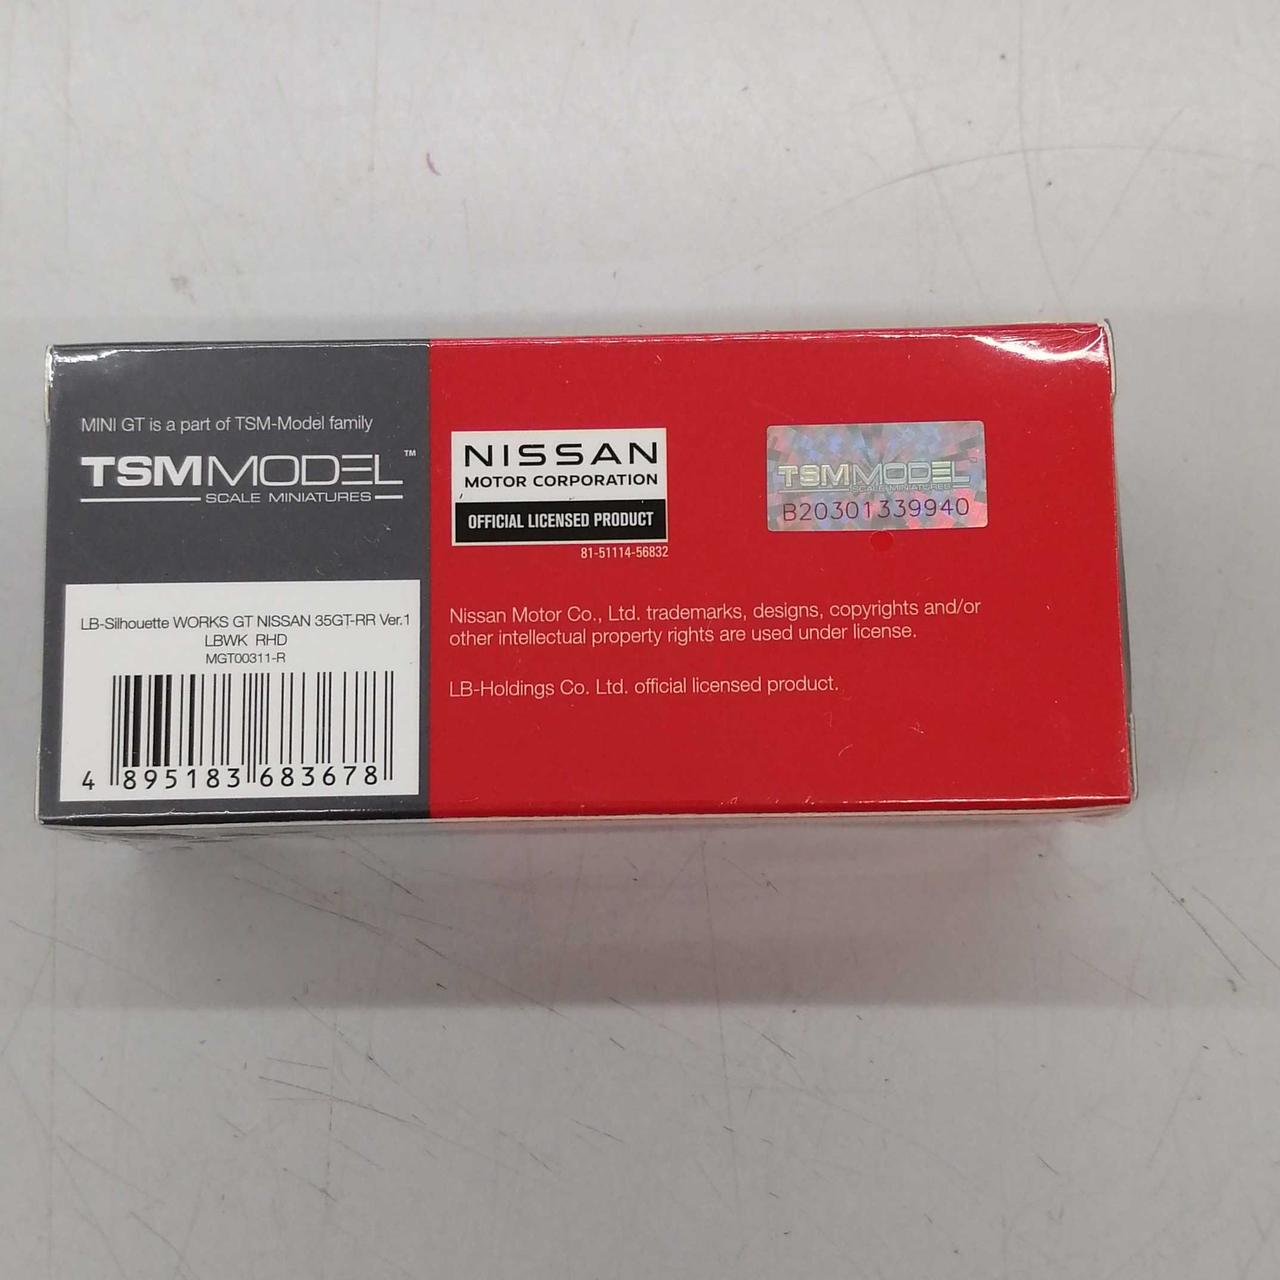 MINI GT is a part of TSM-Model family
TSMMODEL™
SCALE MINIATURES
LB-Silhouette WORKS GT NISSAN 35GT-RR Ver.1
LBWK RHD
MGT00311-R
4 895183 683678
NISSAN
MOTOR CORPORATION
OFFICIAL LICENSED PRODUCT
81-51114-56832
TSMMODEL
SCALE MINIATURES
B20301339940
Nissan Motor Co., Ltd. trademarks, designs, copyrights and/or
other intellectual property rights are used under license.
LB-Holdings Co. Ltd. official licensed product.